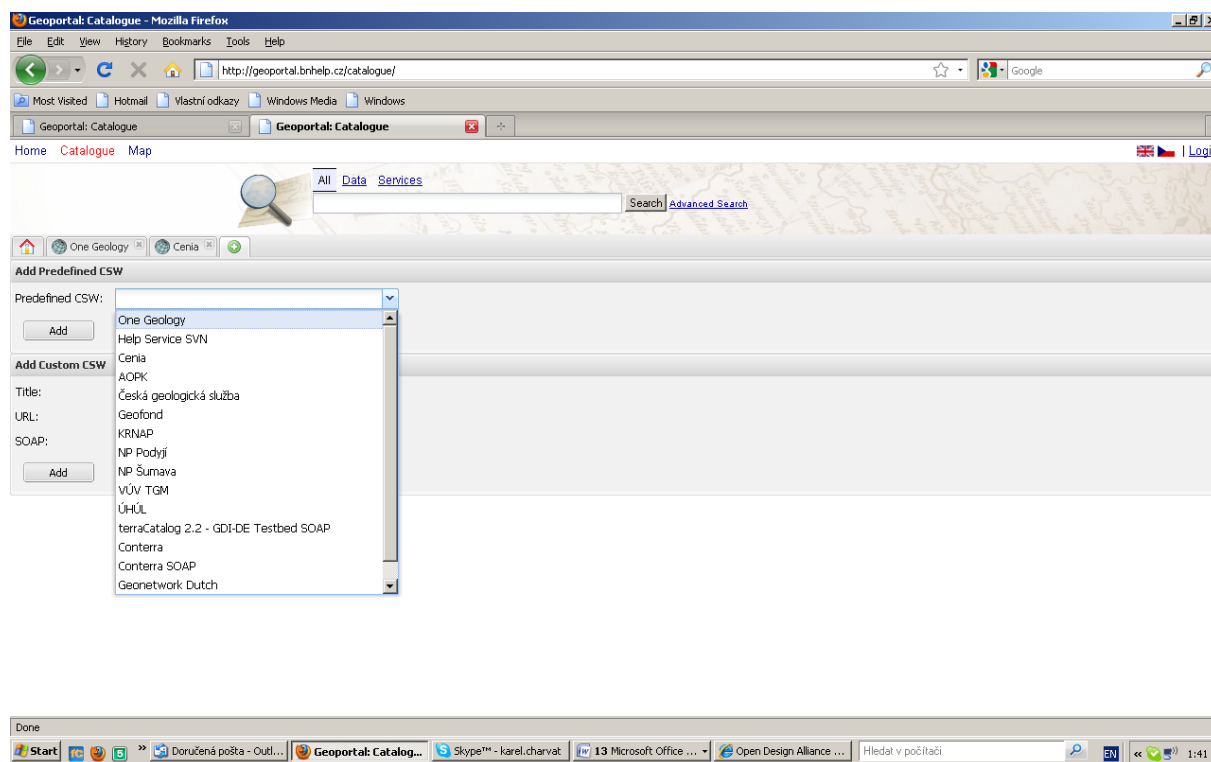 Geoportal: Catalogue - Mozilla Firefox
File Edit View History Bookmarks Tools Help
http://geoportal.bnhelp.cz/catalogue/ Google
Most Visited Hotmail Vlastní odkazy Windows Media Windows
Geoportal: Catalogue Geoportal: Catalogue
Home Catalogue Map | Logi
All Data Services
Search Advanced Search
One Geology Cenia
Add Predefined CSW
Predefined CSW:
One Geology
Add
Help Service SVN
Cenia
Add Custom CSW
AOPK
Title:
Česká geologická služba
URL:
Geofond
KRNAP
SOAP:
NP Podyjí
NP Šumava
Add
VÚV TGM
ÚHÚL
terraCatalog 2.2 - GDI-DE Testbed SOAP
Conterra
Conterra SOAP
Geonetwork Dutch
Done
Start FC 5 » Doručená pošta - Outl... Geoportal: Catalog... Skype™ - karel.charvat 13 Microsoft Office ... Open Design Alliance ... Hledat v počítači EN « 1:41